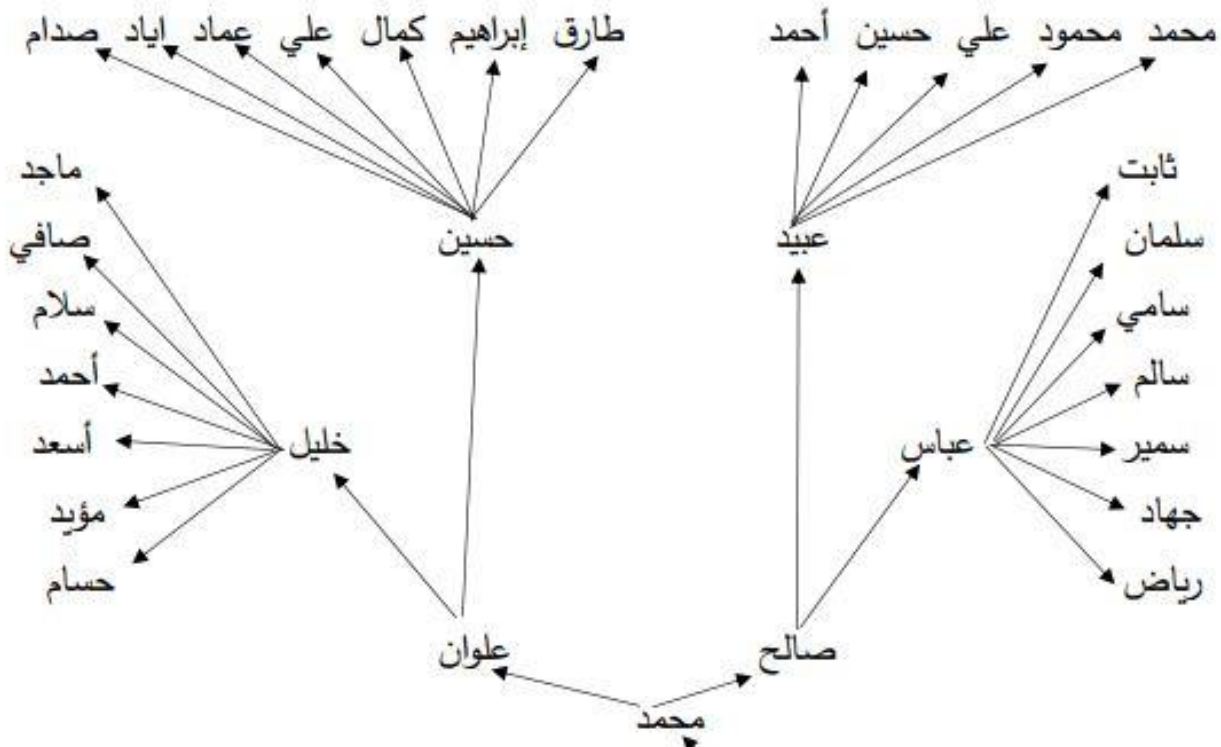 محمد محمود علي حسين أحمد طارق إبراهيم كمال علي عماد اياد صدام
ثابت ماجد
سلمان عبيد حسين صافي
سامي سلام
سالم أحمد
سمير عباس خليل أسعد
جهاد مؤيد
رياض حسام
صالح علوان
محمد